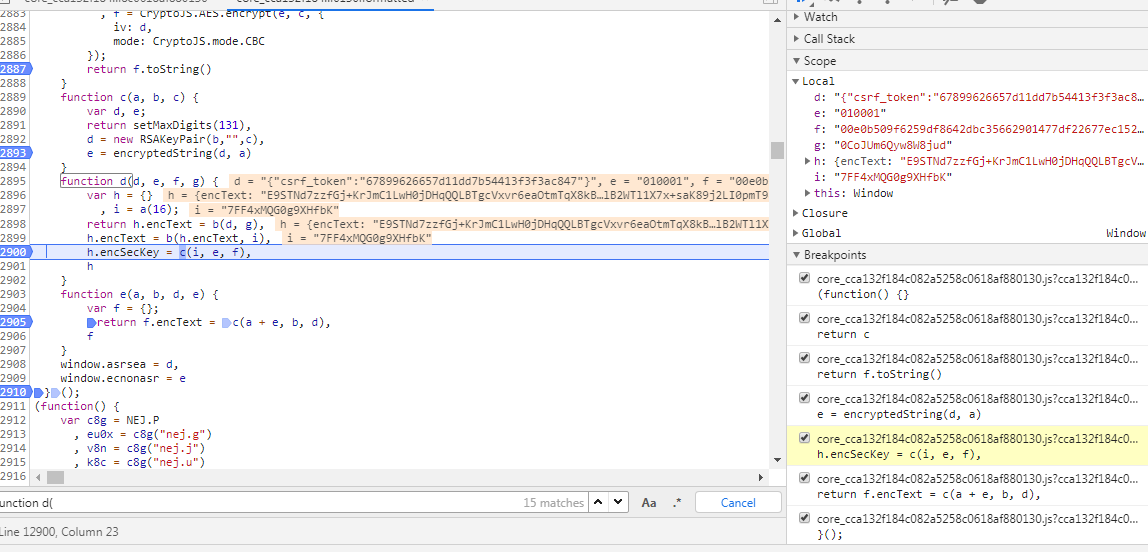 2883 , f = CryptoJS.AES.encrypt(e, c, {
2884 iv: d,
2885 mode: CryptoJS.mode.CBC
2886 });
2887 return f.toString()
2888 }
2889 function c(a, b, c) {
2890 var d, e;
2891 return setMaxDigits(131),
2892 d = new RSAKeyPair(b,"",c),
2893 e = encryptedString(d, a)
2894 }
2895 function d(d, e, f, g) { d = "{"csrf_token":"67899626657d11dd7b54413f3f3ac847"}", e = "010001", f = "00e0b
2896 var h = {} h = {encText: "E9STNd7zzfGj+KrJmC1LwH0jDHqQQLBTgcVxvr6eaOtmTqX8kB…lB2WTl1X7x+saK89j2LI0pmT9
2897 , i = a(16); i = "7FF4xMQG0g9XHfbK"
2898 return h.encText = b(d, g), h = {encText: "E9STNd7zzfGj+KrJmC1LwH0jDHqQQLBTgcVxvr6eaOtmTqX8kB…lB2WTl1X
2899 h.encText = b(h.encText, i), i = "7FF4xMQG0g9XHfbK"
2900 h.encSecKey = c(i, e, f),
2901 h
2902 }
2903 function e(a, b, d, e) {
2904 var f = {};
2905 return f.encText = c(a + e, b, d),
2906 f
2907 }
2908 window.asrsea = d,
2909 window.ecnonasr = e
2910 }();
2911 (function() {
2912 var c8g = NEJ.P
2913 , eu0x = c8g("nej.g")
2914 , v8n = c8g("nej.j")
2915 , k8c = c8g("nej.u")
2916
unction d( 15 matches Aa .* Cancel
Line 12900, Column 23
Watch
Call Stack
Scope
Local
d: "{"csrf_token":"67899626657d11dd7b54413f3f3ac8…
e: "010001"
f: "00e0b509f6259df8642dbc35662901477df22677ec152…
g: "0CoJUm6Qyw8W8jud"
h: {encText: "E9STNd7zzfGj+KrJmC1LwH0jDHqQQLBTgcV…
i: "7FF4xMQG0g9XHfbK"
this: Window
Closure
Global Window
Breakpoints
core_cca132f184c082a5258c0618af880130.js?cca132f184c0…
(function() {}
core_cca132f184c082a5258c0618af880130.js?cca132f184c0…
return c
core_cca132f184c082a5258c0618af880130.js?cca132f184c0…
return f.toString()
core_cca132f184c082a5258c0618af880130.js?cca132f184c0…
e = encryptedString(d, a)
core_cca132f184c082a5258c0618af880130.js?cca132f184c0…
h.encSecKey = c(i, e, f),
core_cca132f184c082a5258c0618af880130.js?cca132f184c0…
return f.encText = c(a + e, b, d),
core_cca132f184c082a5258c0618af880130.js?cca132f184c0…
}();